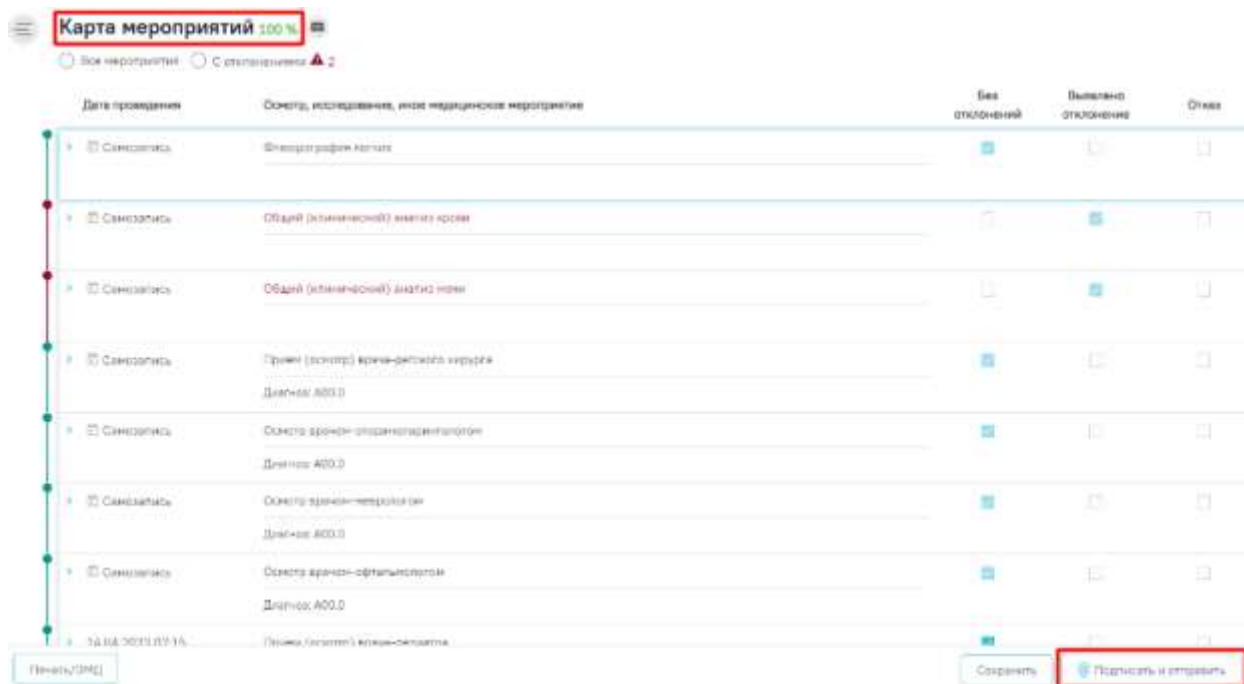 Карта мероприятий 100 %
Все мероприятия С отклонениями 2
Дата проведения Осмотр, исследование, иное медицинское мероприятие Без отклонений Выявлено отклонение Отказ
Самозапись Флюорография легких
Самозапись Общий (клинический) анализ крови
Самозапись Общий (клинический) анализ мочи
Самозапись Прием (осмотр) врача-детского хирурга
Диагноз: A00.0
Самозапись Осмотр врачом-оториноларингологом
Диагноз: A00.0
Самозапись Осмотр врачом-неврологом
Диагноз: A00.0
Самозапись Осмотр врачом-офтальмологом
Диагноз: A00.0
Прием (осмотр) врача-педиатра
Печать/ЭМД Сохранить Подписать и отправить